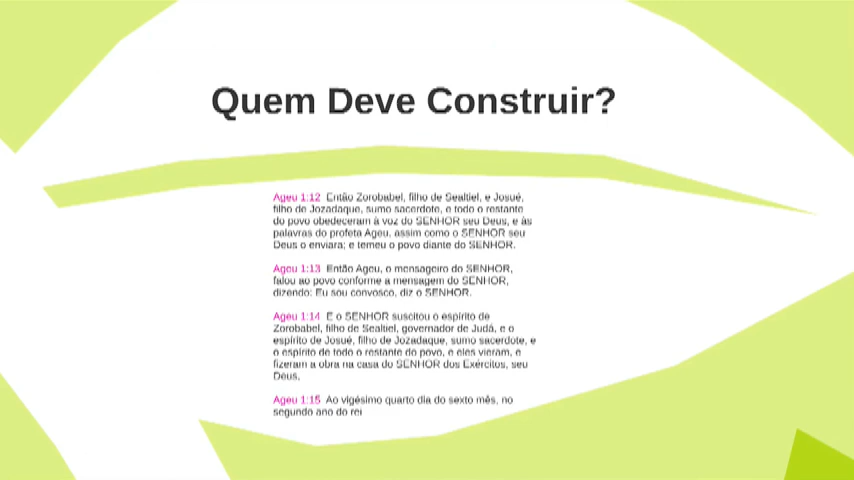 Quem Deve Construir?
Ageu 1:12 Então Zorobabel, filho de Sealtiel, e Josué,
filho de Jozadaque, sumo sacerdote, e todo o restante
do povo obedeceram à voz do SENHOR seu Deus, e às
palavras do profeta Ageu, assim como o SENHOR seu
Deus o enviara; e temeu o povo diante do SENHOR.
Ageu 1:13 Então Ageu, o mensageiro do SENHOR,
falou ao povo conforme a mensagem do SENHOR,
dizendo: Eu sou convosco, diz o SENHOR.
Ageu 1:14 E o SENHOR suscitou o espírito de
Zorobabel, filho de Sealtiel, governador de Judá, e o
espírito de Josué, filho de Jozadaque, sumo sacerdote, e
o espírito de todo o restante do povo, e eles vieram, e
fizeram a obra na casa do SENHOR dos Exércitos, seu
Deus,
Ageu 1:15 Ao vigésimo quarto dia do sexto mês, no
segundo ano do rei